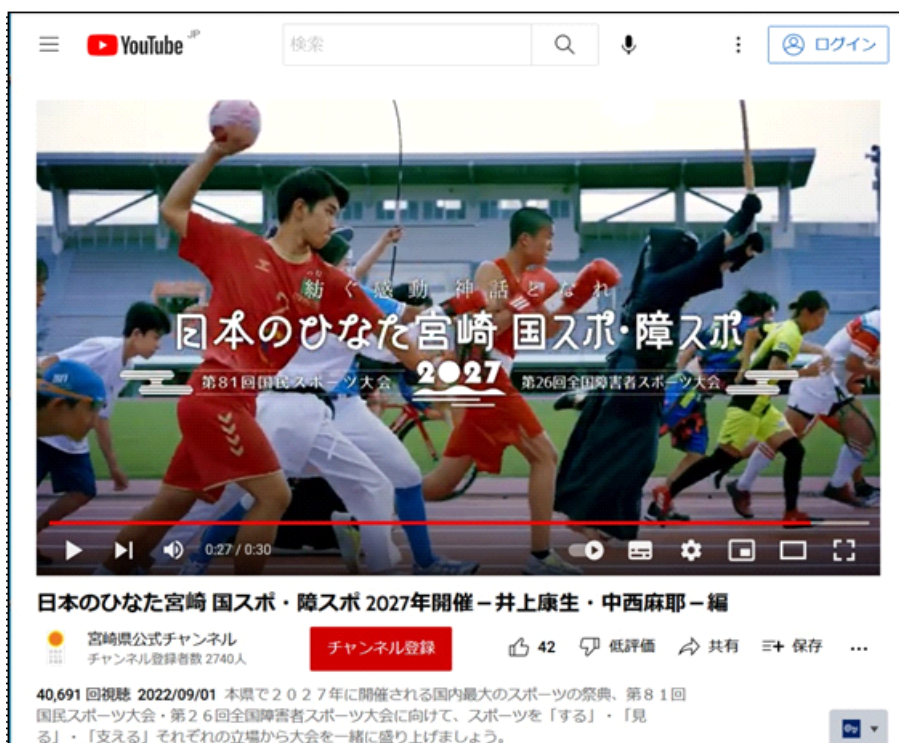 YouTube JP
検索
ログイン
紡ぐ感動 神話となれ
日本のひなた宮崎 国スポ・障スポ
第81回国民スポーツ大会 2027 第26回全国障害者スポーツ大会
0:27 / 0:30
日本のひなた宮崎 国スポ・障スポ 2027年開催－井上康生・中西麻耶－編
宮崎県公式チャンネル
チャンネル登録者数 2740人
チャンネル登録
42 低評価 共有 保存
40,691 回視聴 2022/09/01 本県で２０２７年に開催される国内最大のスポーツの祭典、第８１回
国民スポーツ大会・第２６回全国障害者スポーツ大会に向けて、スポーツを「する」・「見
る」・「支える」それぞれの立場から大会を一緒に盛り上げましょう。